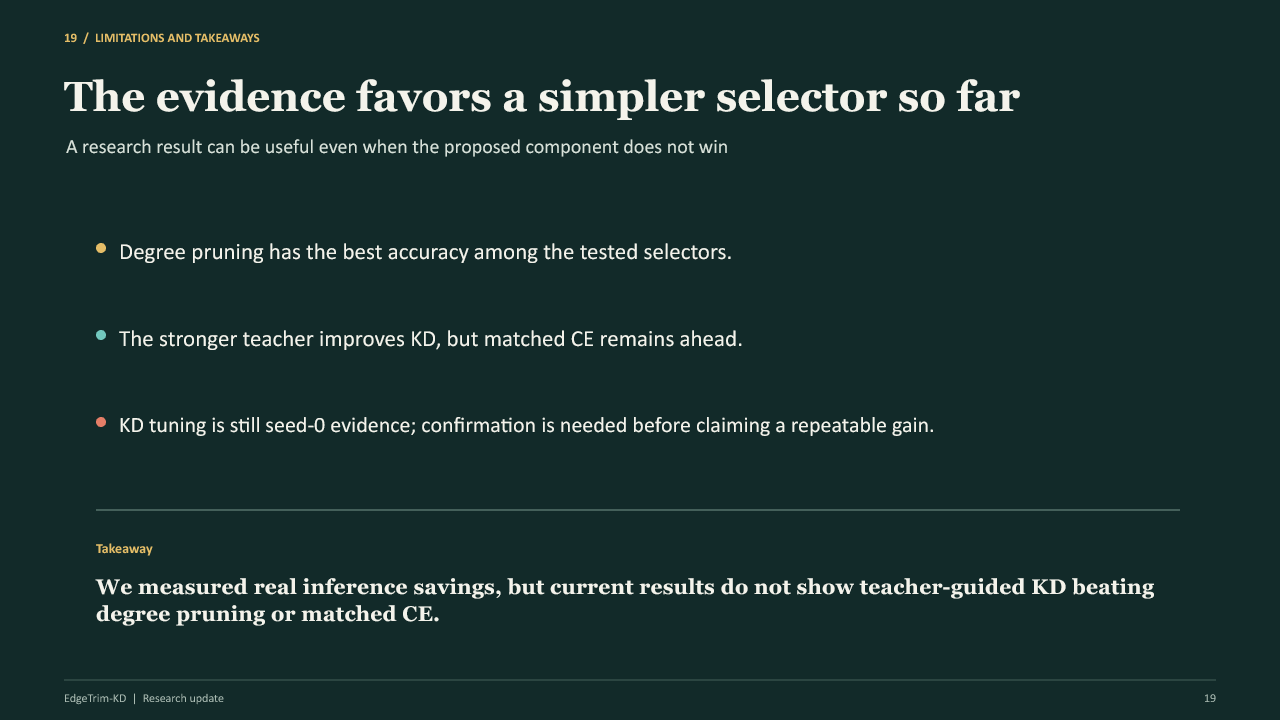 19 / LIMITATIONS AND TAKEAWAYS
The evidence favors a simpler selector so far
A research result can be useful even when the proposed component does not win
Degree pruning has the best accuracy among the tested selectors.
The stronger teacher improves KD, but matched CE remains ahead.
KD tuning is still seed-0 evidence; confirmation is needed before claiming a repeatable gain.
Takeaway
We measured real inference savings, but current results do not show teacher-guided KD beating
degree pruning or matched CE.
EdgeTrim-KD | Research update
19